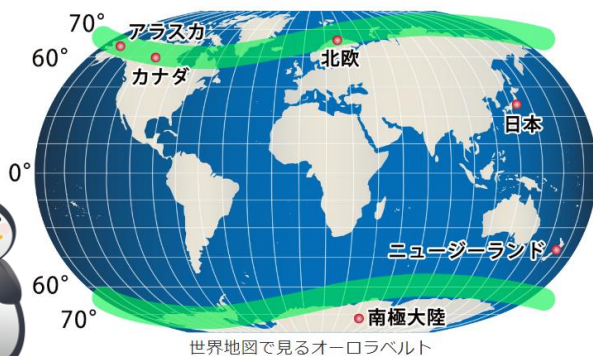 70°
アラスカ
60°
カナダ
北欧
日本
0°
ニュージーランド
60°
70°
南極大陸
世界地図で見るオーロラベルト